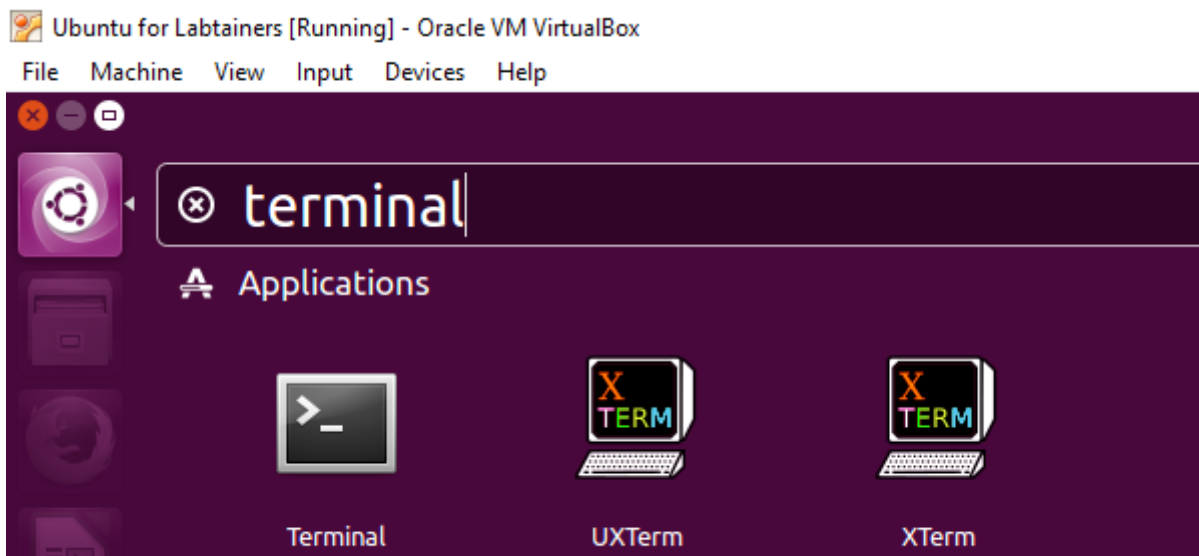 Ubuntu for Labtainers [Running] - Oracle VM VirtualBox
File Machine View Input Devices Help
terminal
Applications
>_
X TERM
X TERM
Terminal UXTerm XTerm